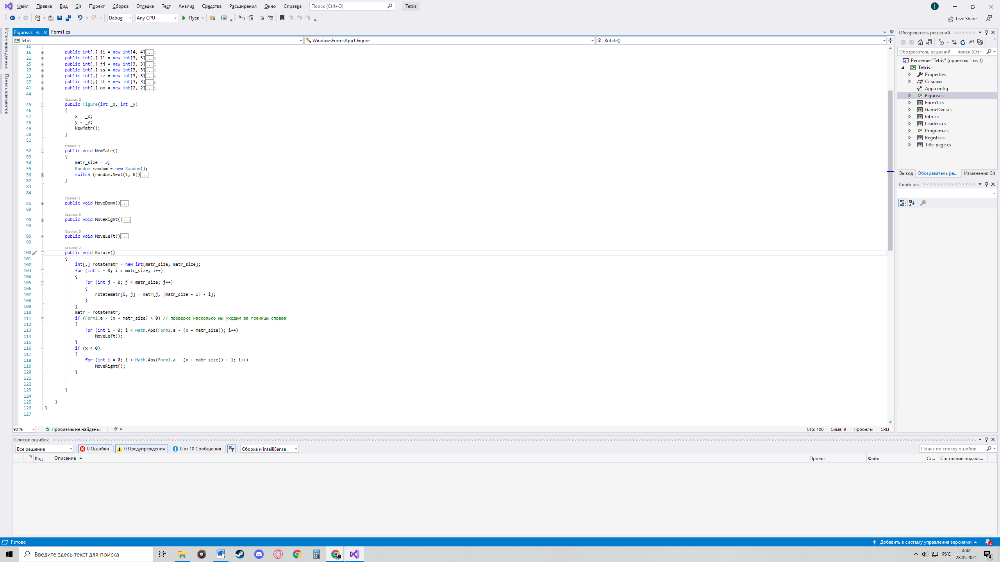 Файл Правка Вид Git Проект Сборка Отладка Тест Анализ Средства Расширения Окно Справка Поиск (Ctrl+Q) Tetris
Debug Any CPU Пуск Live Share
Источники данных
Панель элементов
Figure.cs Form1.cs
Tetris WindowsFormsApp1.Figure Rotate()
15
16 public int[,] ii = new int[4, 4]...;
21 public int[,] ll = new int[3, 3]...;
25 public int[,] jj = new int[3, 3]...;
29 public int[,] ss = new int[3, 3]...;
33 public int[,] zz = new int[3, 3]...;
37 public int[,] tt = new int[3, 3]...;
41 public int[,] oo = new int[2, 2]...;
44
Ссылок: 2
45 public Figure(int _x, int _y)
46 {
47 x = _x;
48 y = _y;
49 NewMatr();
50 }
51
ссылка: 1
52 public void NewMatr()
53 {
54 matr_size = 3;
55 Random random = new Random();
56 switch (random.Next(1, 8))...
82 }
83
84
ссылка: 1
85 public void MoveDown()...
89
Ссылок: 3
90 public void MoveRight()...
94
Ссылок: 3
95 public void MoveLeft()...
99
Ссылок: 2
100 public void Rotate()
101 {
102 int[,] rotatematr = new int[matr_size, matr_size];
103 for (int i = 0; i < matr_size; i++)
104 {
105 for (int j = 0; j < matr_size; j++)
106 {
107 rotatematr[i, j] = matr[j, (matr_size - 1) - i];
108 }
109 }
110 matr = rotatematr;
111 if (Form1.a - (x + matr_size) < 0) // проверка насколько мы уходим за границы справа
112 {
113 for (int i = 0; i < Math.Abs(Form1.a - (x + matr_size)); i++)
114 MoveLeft();
115 }
116 if (x < 0)
117 {
118 for (int i = 0; i < Math.Abs(Form1.a - (x + matr_size)) + 1; i++)
119 MoveRight();
120 }
121
122
123 }
124
125 }
126 }
127
90 % Проблемы не найдены. Стр: 100 Симв: 9 Пробелы CRLF
Обозреватель решений
Обозреватель решений — поиск (Ctrl+
Решение "Tetris" (проекты: 1 из 1)
Tetris
Properties
Ссылки
App.config
Figure.cs
Form1.cs
GameOver.cs
Info.cs
Leaders.cs
Program.cs
Registr.cs
Title_page.cs
Вывод Обозреватель ре... Изменения Git
Свойства
Список ошибок
Все решение 0 Ошибки 0 Предупреждения 0 из 10 Сообщения Сборка и IntelliSense Поиск по списку ошибок
Код Описание Проект Файл Ст... Состояние подавл...
Готово Добавить в систему управления версиями 2
Введите здесь текст для поиска РУС 4:42 4
28.05.2021